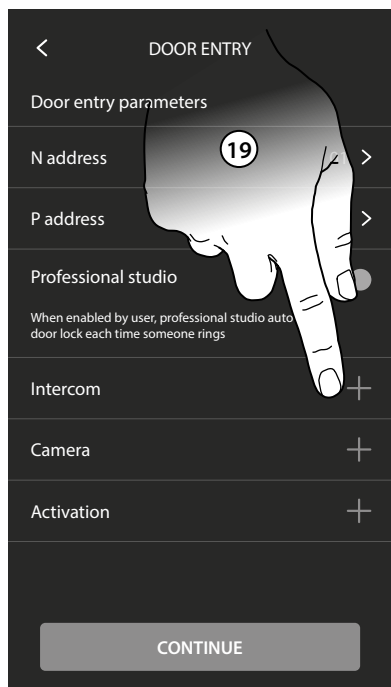 DOOR ENTRY
Door entry parameters
N address
19
P address
Professional studio
When enabled by user, professional studio auto
door lock each time someone rings
Intercom
Camera
Activation
CONTINUE